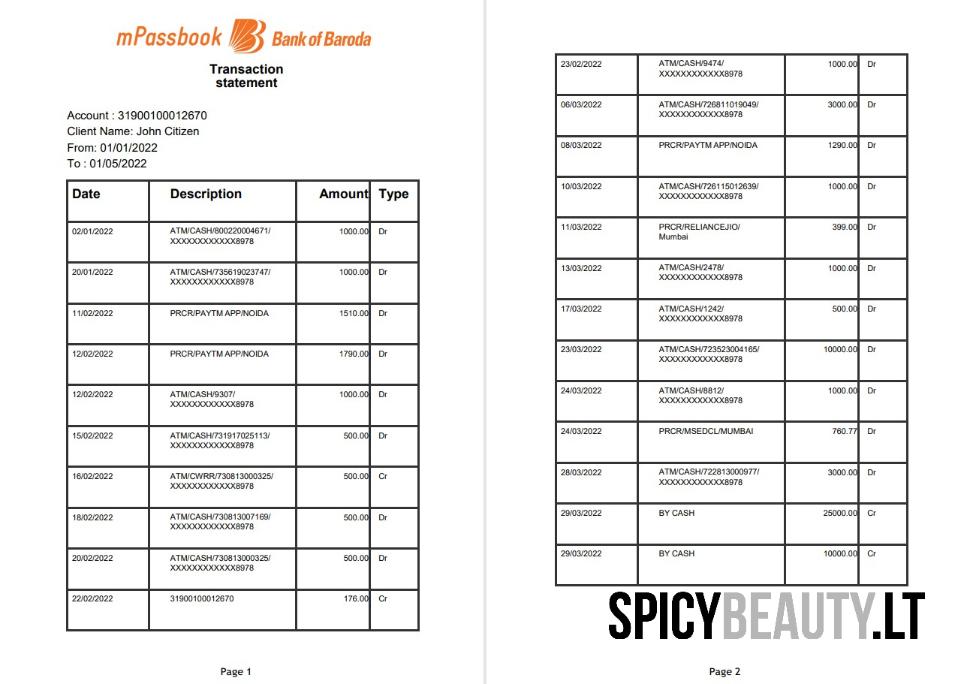 mPassbook Bank of Baroda
Transaction
statement
Account : 31900100012670
Client Name: John Citizen
From: 01/01/2022
To : 01/05/2022
Date Description Amount Type
02/01/2022 ATM/CASH/800220004671/ 1000.00 Dr
XXXXXXXXXXXX8978
20/01/2022 ATM/CASH/735619023747/ 1000.00 Dr
XXXXXXXXXXXX8978
11/02/2022 PRCR/PAYTM APP/NOIDA 1510.00 Dr
12/02/2022 PRCR/PAYTM APP/NOIDA 1790.00 Dr
12/02/2022 ATM/CASH/9307/ 1000.00 Dr
XXXXXXXXXXXX8978
15/02/2022 ATM/CASH/731917025113/ 500.00 Dr
XXXXXXXXXXXX8978
16/02/2022 ATM/CWRR/730813000325/ 500.00 Cr
XXXXXXXXXXXX8978
18/02/2022 ATM/CASH/730813007169/ 500.00 Dr
XXXXXXXXXXXX8978
20/02/2022 ATM/CASH/730813000325/ 500.00 Dr
XXXXXXXXXXXX8978
22/02/2022 31900100012670 176.00 Cr
Page 1
23/02/2022 ATM/CASH/9474/ 1000.00 Dr
XXXXXXXXXXXX8978
06/03/2022 ATM/CASH/726811019049/ 3000.00 Dr
XXXXXXXXXXXX8978
08/03/2022 PRCR/PAYTM APP/NOIDA 1290.00 Dr
10/03/2022 ATM/CASH/726115012639/ 1000.00 Dr
XXXXXXXXXXXX8978
11/03/2022 PRCR/RELIANCEJIO/ 399.00 Dr
Mumbai
13/03/2022 ATM/CASH/2478/ 1000.00 Dr
XXXXXXXXXXXX8978
17/03/2022 ATM/CASH/1242/ 500.00 Dr
XXXXXXXXXXXX8978
23/03/2022 ATM/CASH/723523004165/ 10000.00 Dr
XXXXXXXXXXXX8978
24/03/2022 ATM/CASH/8812/ 1000.00 Dr
XXXXXXXXXXXX8978
24/03/2022 PRCR/MSEDCL/MUMBAI 760.77 Dr
28/03/2022 ATM/CASH/722813000977/ 3000.00 Dr
XXXXXXXXXXXX8978
29/03/2022 BY CASH 25000.00 Cr
29/03/2022 BY CASH 10000.00 Cr
SPICYBEAUTY.LT
Page 2